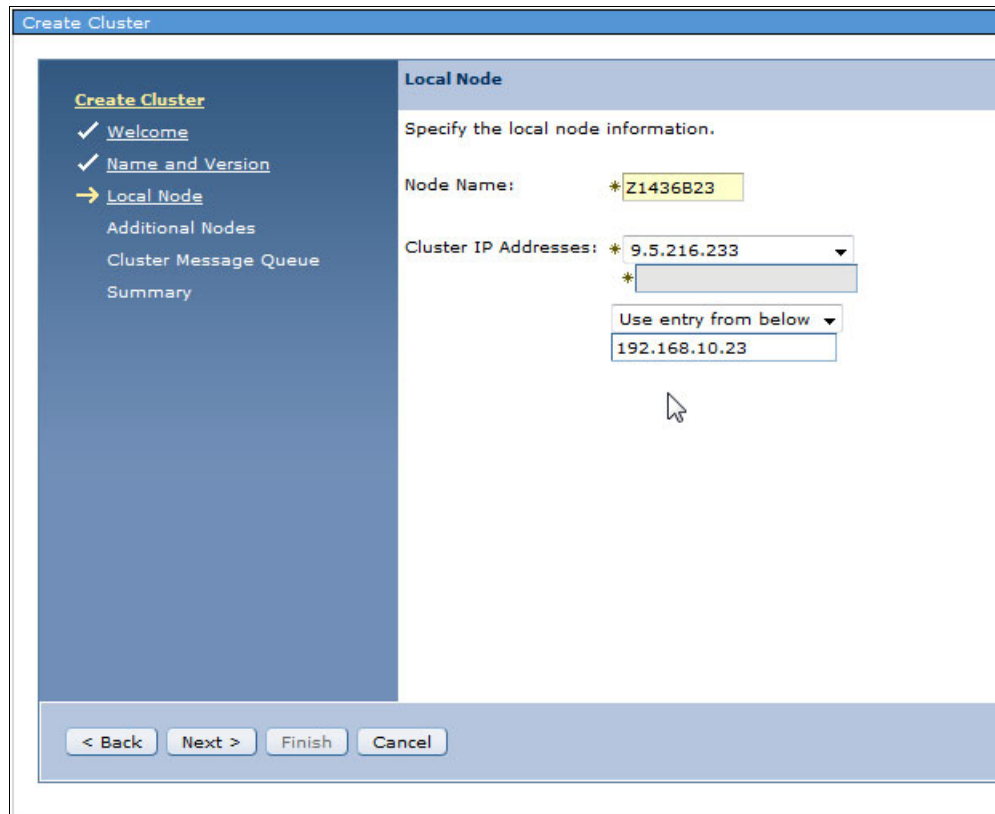 Create Cluster
Create Cluster
Welcome
Name and Version
Local Node
Additional Nodes
Cluster Message Queue
Summary
Local Node
Specify the local node information.
Node Name: *Z1436B23
Cluster IP Addresses: * 9.5.216.233
*
Use entry from below
192.168.10.23
< Back Next > Finish Cancel